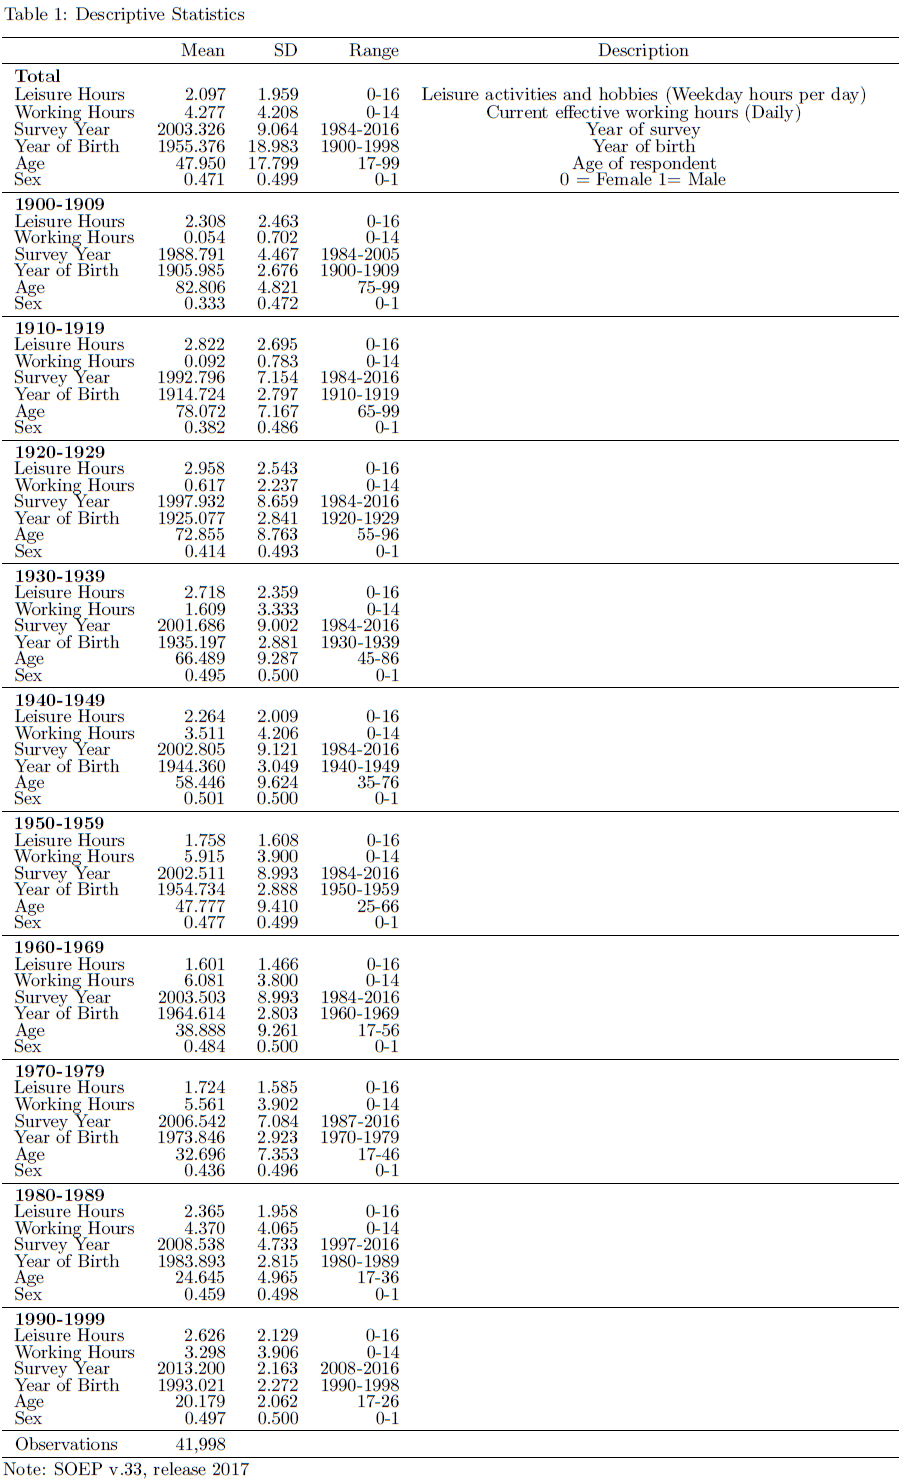 Table 1: Descriptive Statistics
Mean SD Range Description
Total
Leisure Hours 2.097 1.959 0-16 Leisure activities and hobbies (Weekday hours per day)
Working Hours 4.277 4.208 0-14 Current effective working hours (Daily)
Survey Year 2003.326 9.064 1984-2016 Year of survey
Year of Birth 1955.376 18.983 1900-1998 Year of birth
Age 47.950 17.799 17-99 Age of respondent
Sex 0.471 0.499 0-1 0 = Female 1= Male
1900-1909
Leisure Hours 2.308 2.463 0-16
Working Hours 0.054 0.702 0-14
Survey Year 1988.791 4.467 1984-2005
Year of Birth 1905.985 2.676 1900-1909
Age 82.806 4.821 75-99
Sex 0.333 0.472 0-1
1910-1919
Leisure Hours 2.822 2.695 0-16
Working Hours 0.092 0.783 0-14
Survey Year 1992.796 7.154 1984-2016
Year of Birth 1914.724 2.797 1910-1919
Age 78.072 7.167 65-99
Sex 0.382 0.486 0-1
1920-1929
Leisure Hours 2.958 2.543 0-16
Working Hours 0.617 2.237 0-14
Survey Year 1997.932 8.659 1984-2016
Year of Birth 1925.077 2.841 1920-1929
Age 72.855 8.763 55-96
Sex 0.414 0.493 0-1
1930-1939
Leisure Hours 2.718 2.359 0-16
Working Hours 1.609 3.333 0-14
Survey Year 2001.686 9.002 1984-2016
Year of Birth 1935.197 2.881 1930-1939
Age 66.489 9.287 45-86
Sex 0.495 0.500 0-1
1940-1949
Leisure Hours 2.264 2.009 0-16
Working Hours 3.511 4.206 0-14
Survey Year 2002.805 9.121 1984-2016
Year of Birth 1944.360 3.049 1940-1949
Age 58.446 9.624 35-76
Sex 0.501 0.500 0-1
1950-1959
Leisure Hours 1.758 1.608 0-16
Working Hours 5.915 3.900 0-14
Survey Year 2002.511 8.993 1984-2016
Year of Birth 1954.734 2.888 1950-1959
Age 47.777 9.410 25-66
Sex 0.477 0.499 0-1
1960-1969
Leisure Hours 1.601 1.466 0-16
Working Hours 6.081 3.800 0-14
Survey Year 2003.503 8.993 1984-2016
Year of Birth 1964.614 2.803 1960-1969
Age 38.888 9.261 17-56
Sex 0.484 0.500 0-1
1970-1979
Leisure Hours 1.724 1.585 0-16
Working Hours 5.561 3.902 0-14
Survey Year 2006.542 7.084 1987-2016
Year of Birth 1973.846 2.923 1970-1979
Age 32.696 7.353 17-46
Sex 0.436 0.496 0-1
1980-1989
Leisure Hours 2.365 1.958 0-16
Working Hours 4.370 4.065 0-14
Survey Year 2008.538 4.733 1997-2016
Year of Birth 1983.893 2.815 1980-1989
Age 24.645 4.965 17-36
Sex 0.459 0.498 0-1
1990-1999
Leisure Hours 2.626 2.129 0-16
Working Hours 3.298 3.906 0-14
Survey Year 2013.200 2.163 2008-2016
Year of Birth 1993.021 2.272 1990-1998
Age 20.179 2.062 17-26
Sex 0.497 0.500 0-1
Observations 41,998
Note: SOEP v.33, release 2017